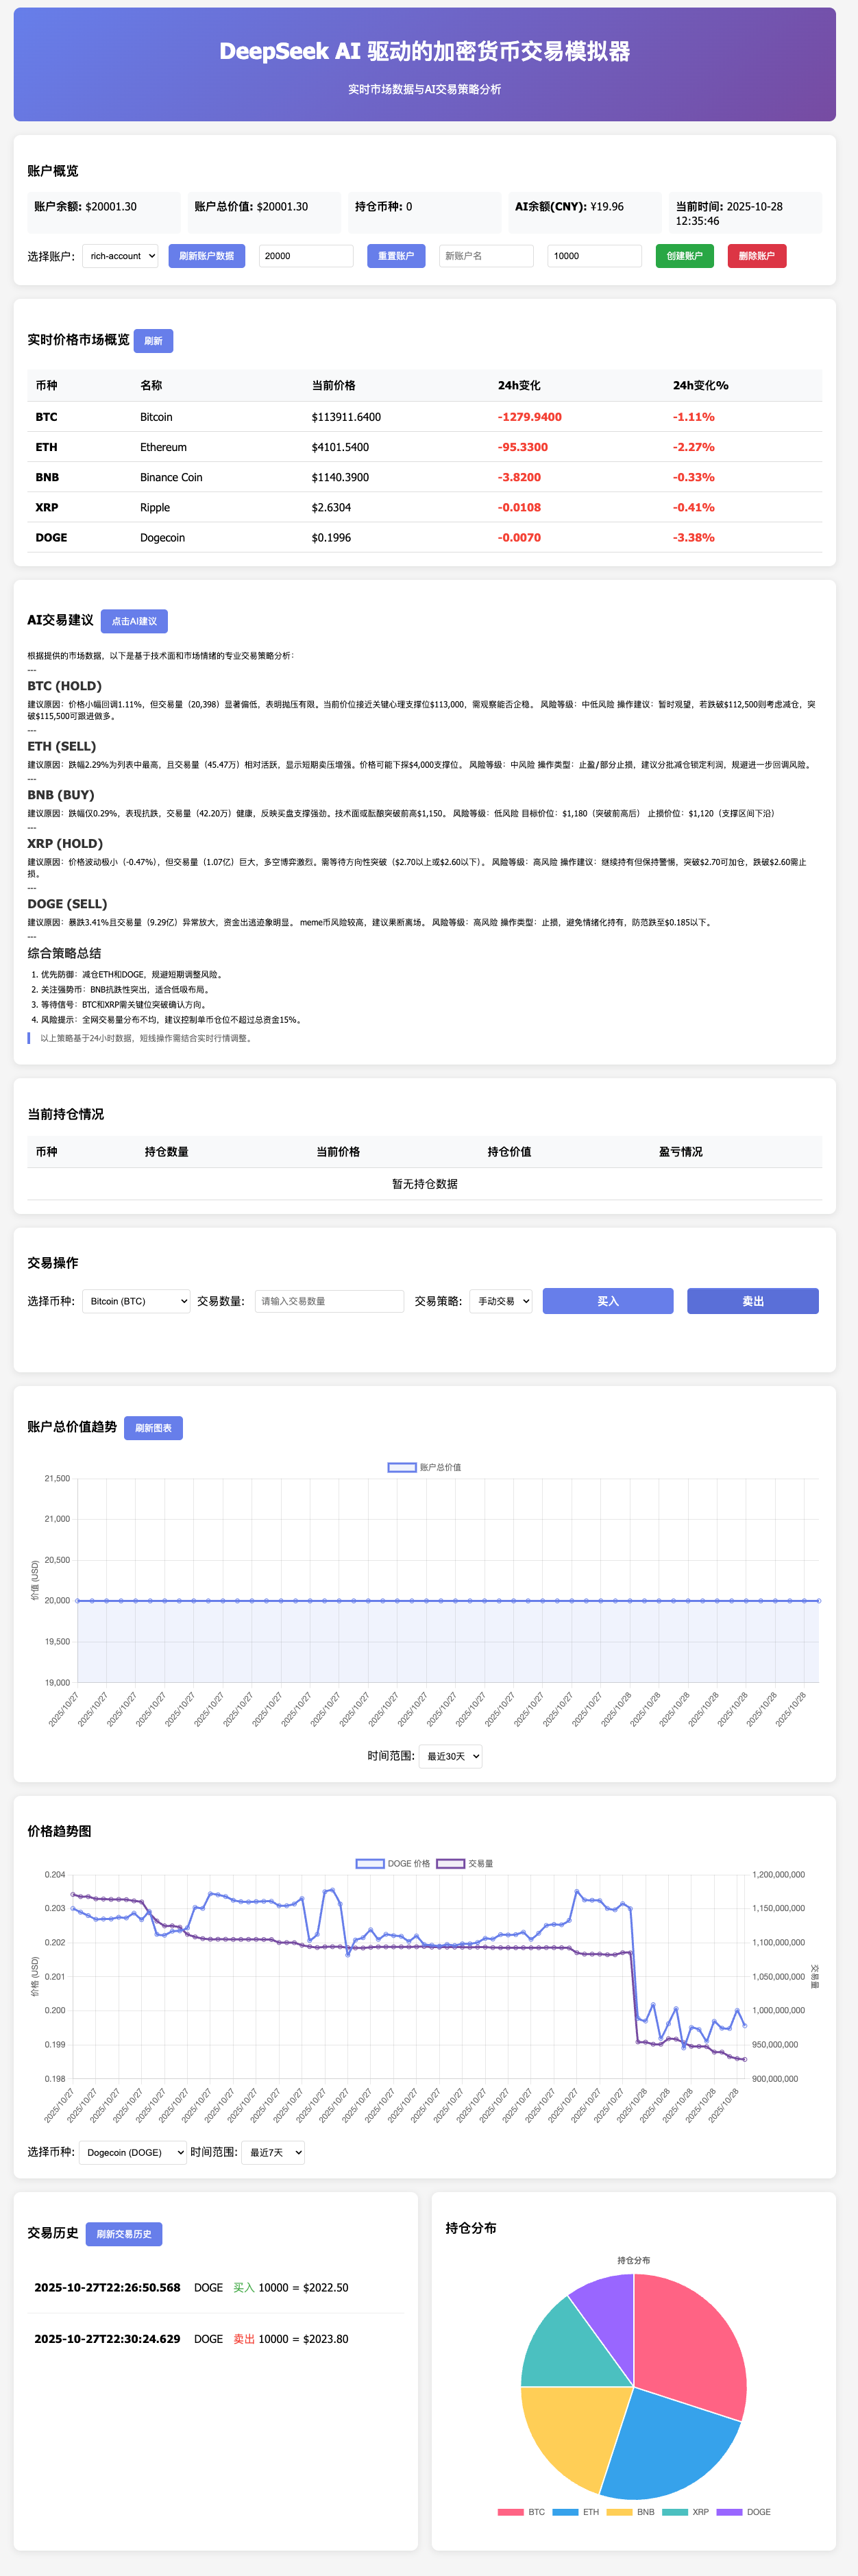 DeepSeek AI 驱动的加密货币交易模拟器
实时市场数据与AI交易策略分析
账户概览
账户余额: $20001.30
账户总价值: $20001.30
持仓币种: 0
AI余额(CNY): ¥19.96
当前时间: 2025-10-28
12:35:46
选择账户: rich-account 刷新账户数据 20000 重置账户 新账户名 10000 创建账户 删除账户
实时价格市场概览 刷新
币种 名称 当前价格 24h变化 24h变化%
BTC Bitcoin $113911.6400 -1279.9400 -1.11%
ETH Ethereum $4101.5400 -95.3300 -2.27%
BNB Binance Coin $1140.3900 -3.8200 -0.33%
XRP Ripple $2.6304 -0.0108 -0.41%
DOGE Dogecoin $0.1996 -0.0070 -3.38%
AI交易建议 点击AI建议
根据提供的市场数据，以下是基于技术面和市场情绪的专业交易策略分析：
---
BTC (HOLD)
建议原因：价格小幅回调1.11%，但交易量（20,398）显著偏低，表明抛压有限。当前价位接近关键心理支撑位$113,000，需观察能否企稳。 风险等级：中低风险 操作建议：暂时观望，若跌破$112,500则考虑减仓，突
破$115,500可跟进做多。
---
ETH (SELL)
建议原因：跌幅2.29%为列表中最高，且交易量（45.47万）相对活跃，显示短期卖压增强。价格可能下探$4,000支撑位。 风险等级：中风险 操作类型：止盈/部分止损，建议分批减仓锁定利润，规避进一步回调风险。
---
BNB (BUY)
建议原因：跌幅仅0.29%，表现抗跌，交易量（42.20万）健康，反映买盘支撑强劲。技术面或酝酿突破前高$1,150。 风险等级：低风险 目标价位：$1,180（突破前高后） 止损价位：$1,120（支撑区间下沿）
---
XRP (HOLD)
建议原因：价格波动极小（-0.47%），但交易量（1.07亿）巨大，多空博弈激烈。需等待方向性突破（$2.70以上或$2.60以下）。 风险等级：高风险 操作建议：继续持有但保持警惕，突破$2.70可加仓，跌破$2.60需止
损。
---
DOGE (SELL)
建议原因：暴跌3.41%且交易量（9.29亿）异常放大，资金出逃迹象明显。 meme币风险较高，建议果断离场。 风险等级：高风险 操作类型：止损，避免情绪化持有，防范跌至$0.185以下。
---
综合策略总结
1. 优先防御：减仓ETH和DOGE，规避短期调整风险。
2. 关注强势币：BNB抗跌性突出，适合低吸布局。
3. 等待信号：BTC和XRP需关键位突破确认方向。
4. 风险提示：全网交易量分布不均，建议控制单币仓位不超过总资金15%。
以上策略基于24小时数据，短线操作需结合实时行情调整。
当前持仓情况
币种 持仓数量 当前价格 持仓价值 盈亏情况
暂无持仓数据
交易操作
选择币种: Bitcoin (BTC) 交易数量: 请输入交易数量 交易策略: 手动交易 买入 卖出
账户总价值趋势 刷新图表
账户总价值
21,500
21,000
20,500
20,000
19,500
19,000
价值 (USD)
2025/10/27 2025/10/27 2025/10/27 2025/10/27 2025/10/27 2025/10/27 2025/10/27 2025/10/27 2025/10/27 2025/10/27 2025/10/27 2025/10/27 2025/10/27 2025/10/27 2025/10/27 2025/10/27 2025/10/27 2025/10/27 2025/10/27 2025/10/28 2025/10/28 2025/10/28 2025/10/28 2025/10/28 2025/10/28 2025/10/28
时间范围: 最近30天
价格趋势图
DOGE 价格 交易量
0.204 1,200,000,000
0.203 1,150,000,000
0.202 1,100,000,000
0.201 1,050,000,000
0.200 1,000,000,000
0.199 950,000,000
0.198 900,000,000
价格 (USD)
交易量
2025/10/27 2025/10/27 2025/10/27 2025/10/27 2025/10/27 2025/10/27 2025/10/27 2025/10/27 2025/10/27 2025/10/27 2025/10/27 2025/10/27 2025/10/27 2025/10/27 2025/10/27 2025/10/27 2025/10/27 2025/10/27 2025/10/27 2025/10/27 2025/10/27 2025/10/27 2025/10/27 2025/10/27 2025/10/27 2025/10/28 2025/10/28 2025/10/28 2025/10/28 2025/10/28
选择币种: Dogecoin (DOGE) 时间范围: 最近7天
交易历史 刷新交易历史
2025-10-27T22:26:50.568 DOGE 买入 10000 = $2022.50
2025-10-27T22:30:24.629 DOGE 卖出 10000 = $2023.80
持仓分布
持仓分布
BTC ETH BNB XRP DOGE